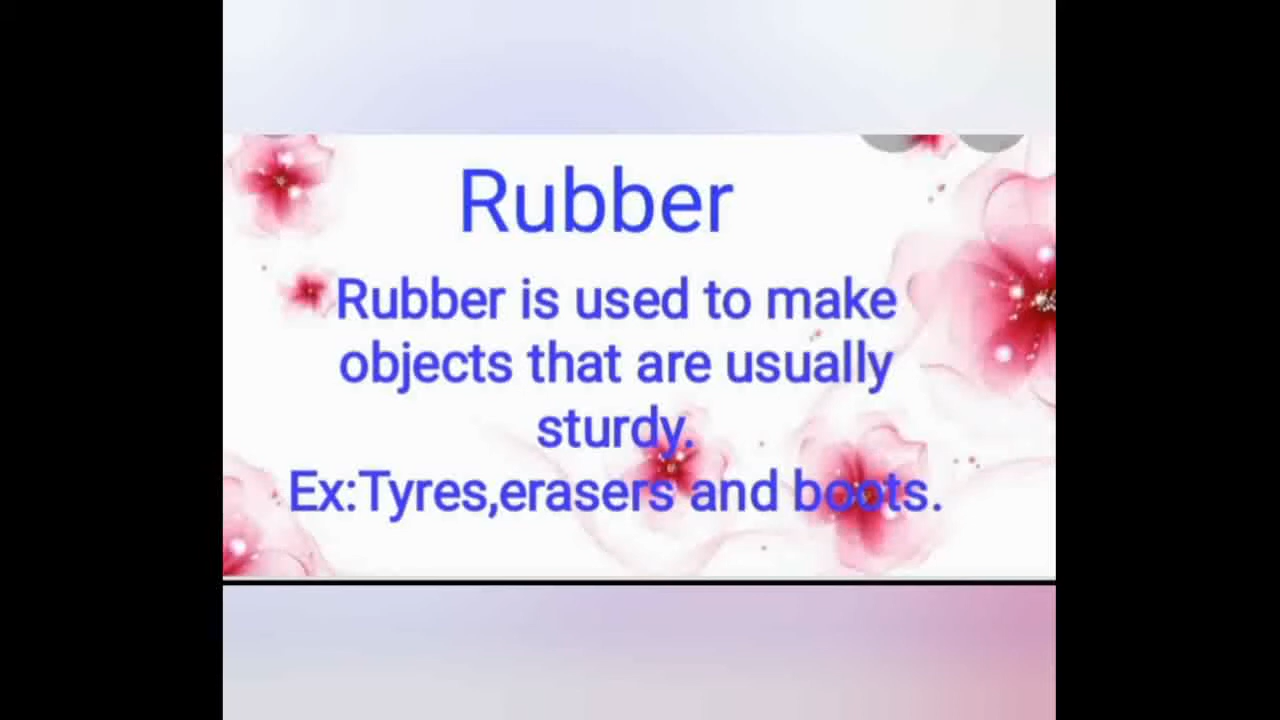 Rubber
Rubber is used to make
objects that are usually
sturdy.
Ex:Tyres,erasers and boots.